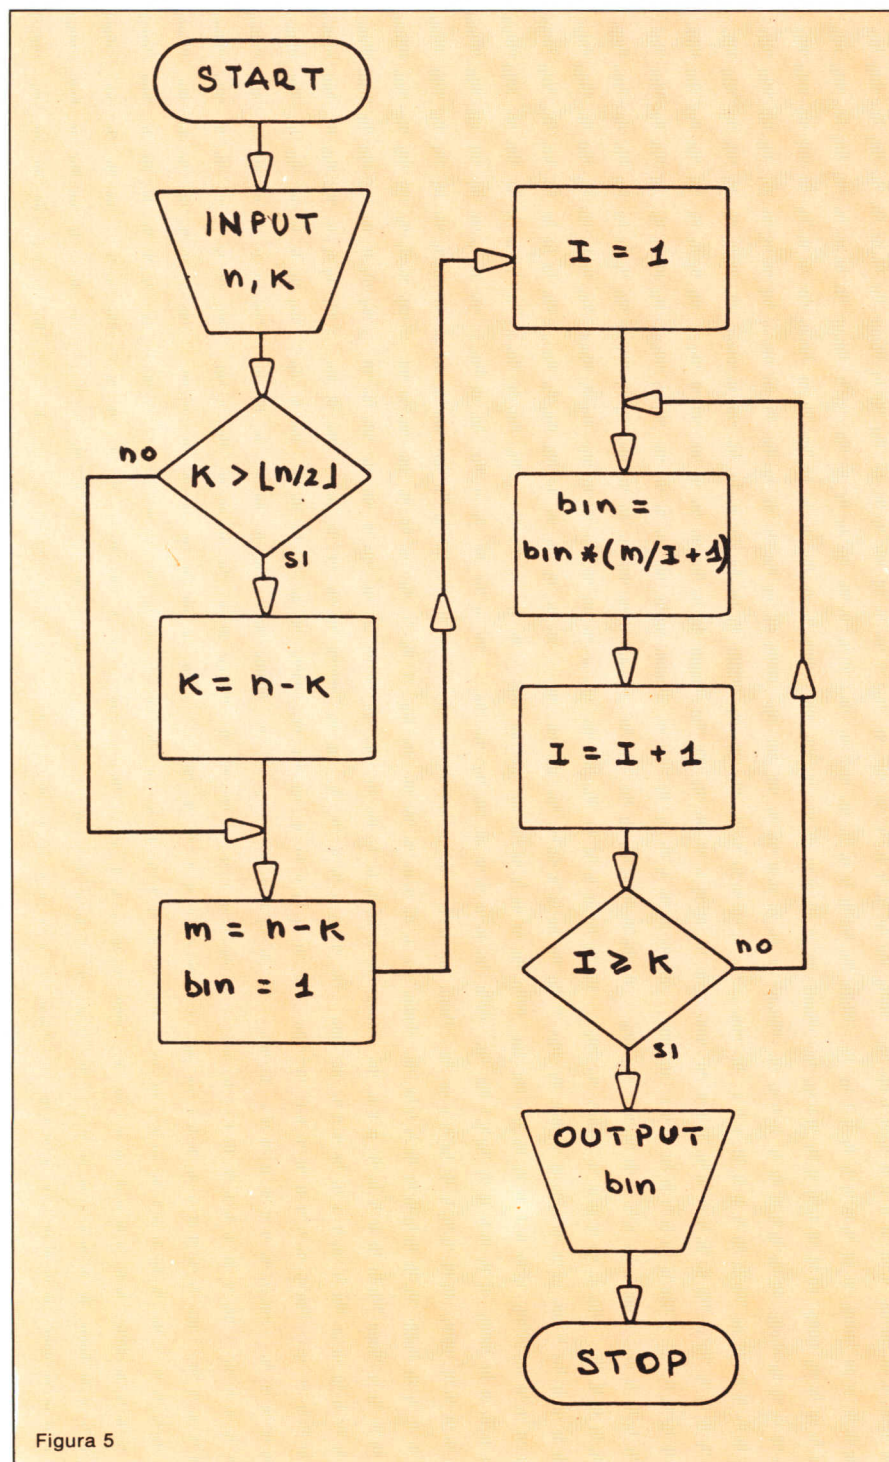 START
INPUT
n, K
K > ⌊n/2⌋
no
si
K = n - K
m = n - K
bin = 1
I = 1
bin =
bin * (m/I + 1)
I = I + 1
I ≥ K
no
si
OUTPUT
bin
STOP
Figura 5